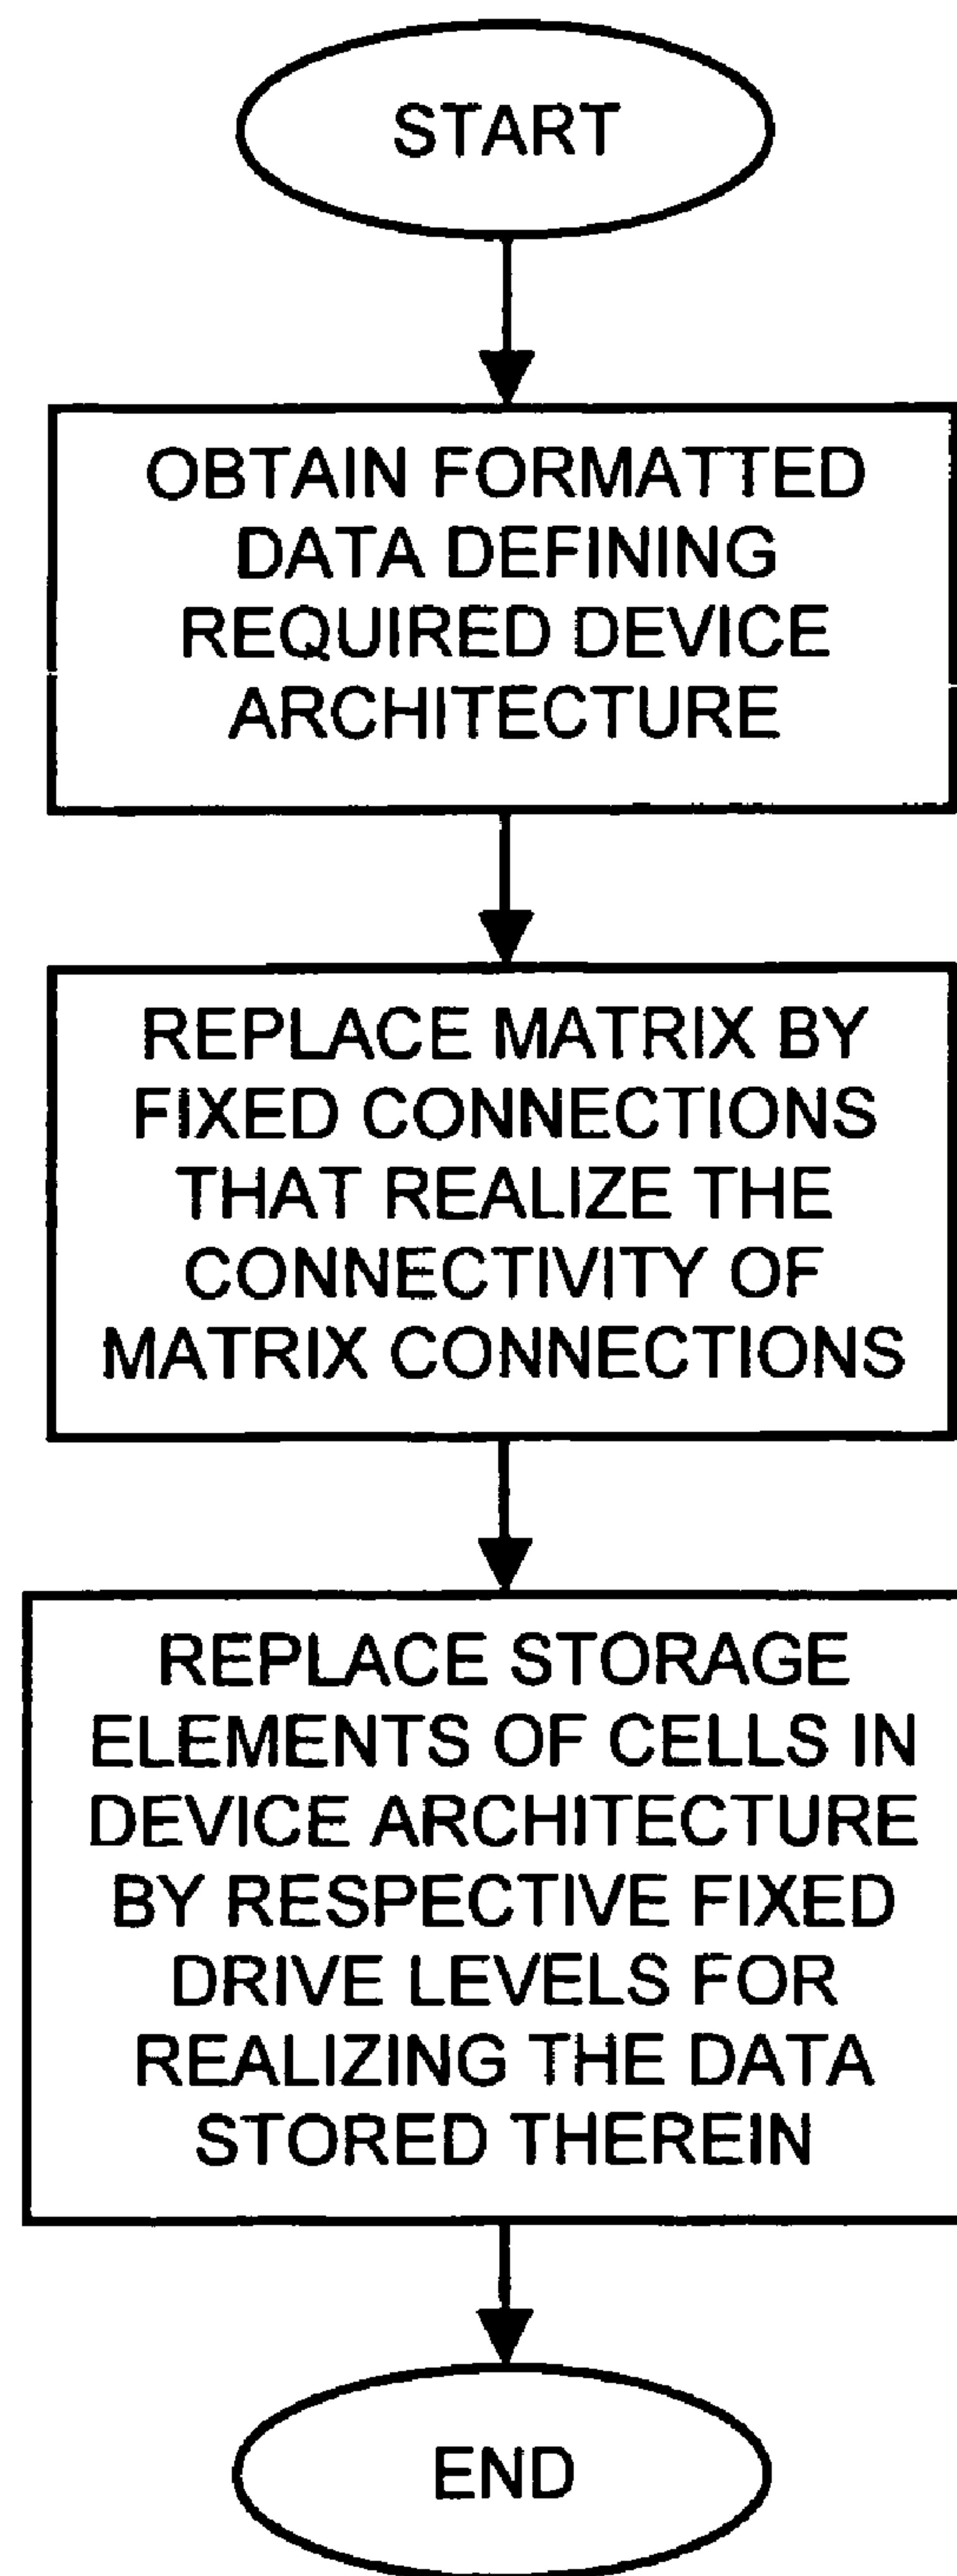 START
OBTAIN FORMATTED
DATA DEFINING
REQUIRED DEVICE
ARCHITECTURE
REPLACE MATRIX BY
FIXED CONNECTIONS
THAT REALIZE THE
CONNECTIVITY OF
MATRIX CONNECTIONS
REPLACE STORAGE
ELEMENTS OF CELLS IN
DEVICE ARCHITECTURE
BY RESPECTIVE FIXED
DRIVE LEVELS FOR
REALIZING THE DATA
STORED THEREIN
END